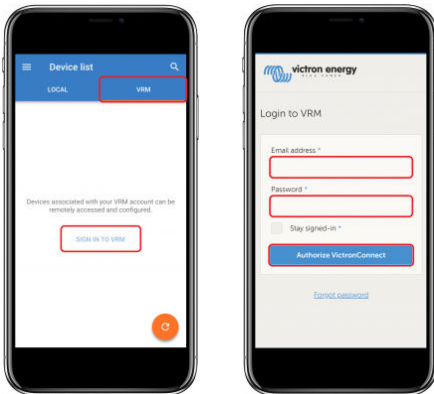 Device list
LOCAL
VRM
Devices associated with your VRM account can be
remotely accessed and configured.
SIGN IN TO VRM
victron energy
BLUE POWER
Login to VRM
Email address *
Password *
Stay signed-in *
Authorize VictronConnect
Forgot password